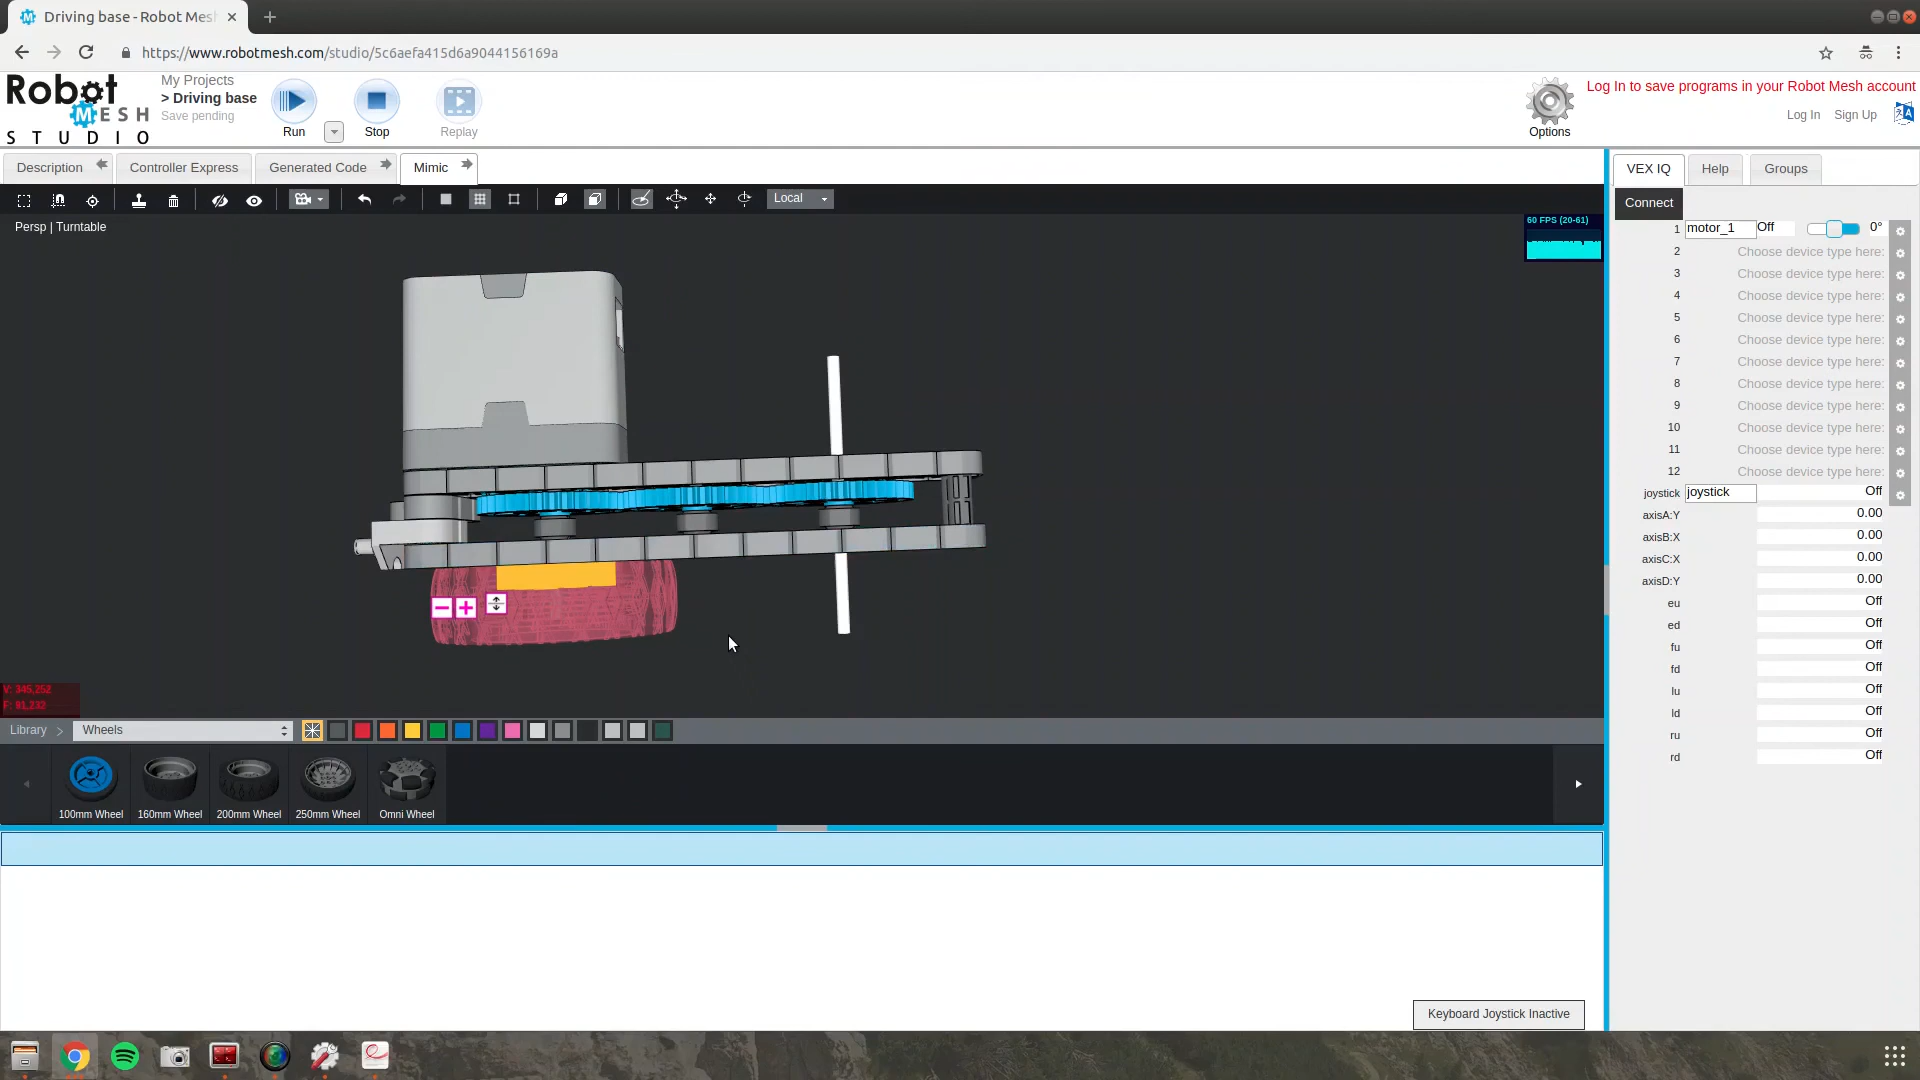 Driving base - Robot Mes
https://www.robotmesh.com/studio/5c6aefa415d6a9044156169a
Robot
MESH
STUDIO
My Projects
> Driving base
Save pending
Run
Stop
Replay
Options
Log In to save programs in your Robot Mesh account
Log In
Sign Up
Description
Controller Express
Generated Code
Mimic
VEX IQ
Help
Groups
Local
Persp | Turntable
60 FPS (20-61)
Connect
1 motor_1 Off 0°
2 Choose device type here:
3 Choose device type here:
4 Choose device type here:
5 Choose device type here:
6 Choose device type here:
7 Choose device type here:
8 Choose device type here:
9 Choose device type here:
10 Choose device type here:
11 Choose device type here:
12 Choose device type here:
joystick joystick Off
axisA:Y 0.00
axisB:X 0.00
axisC:X 0.00
axisD:Y 0.00
eu Off
ed Off
fu Off
fd Off
lu Off
ld Off
ru Off
rd Off
V: 345,252
F: 81,232
Library > Wheels
100mm Wheel
160mm Wheel
200mm Wheel
250mm Wheel
Omni Wheel
Keyboard Joystick Inactive